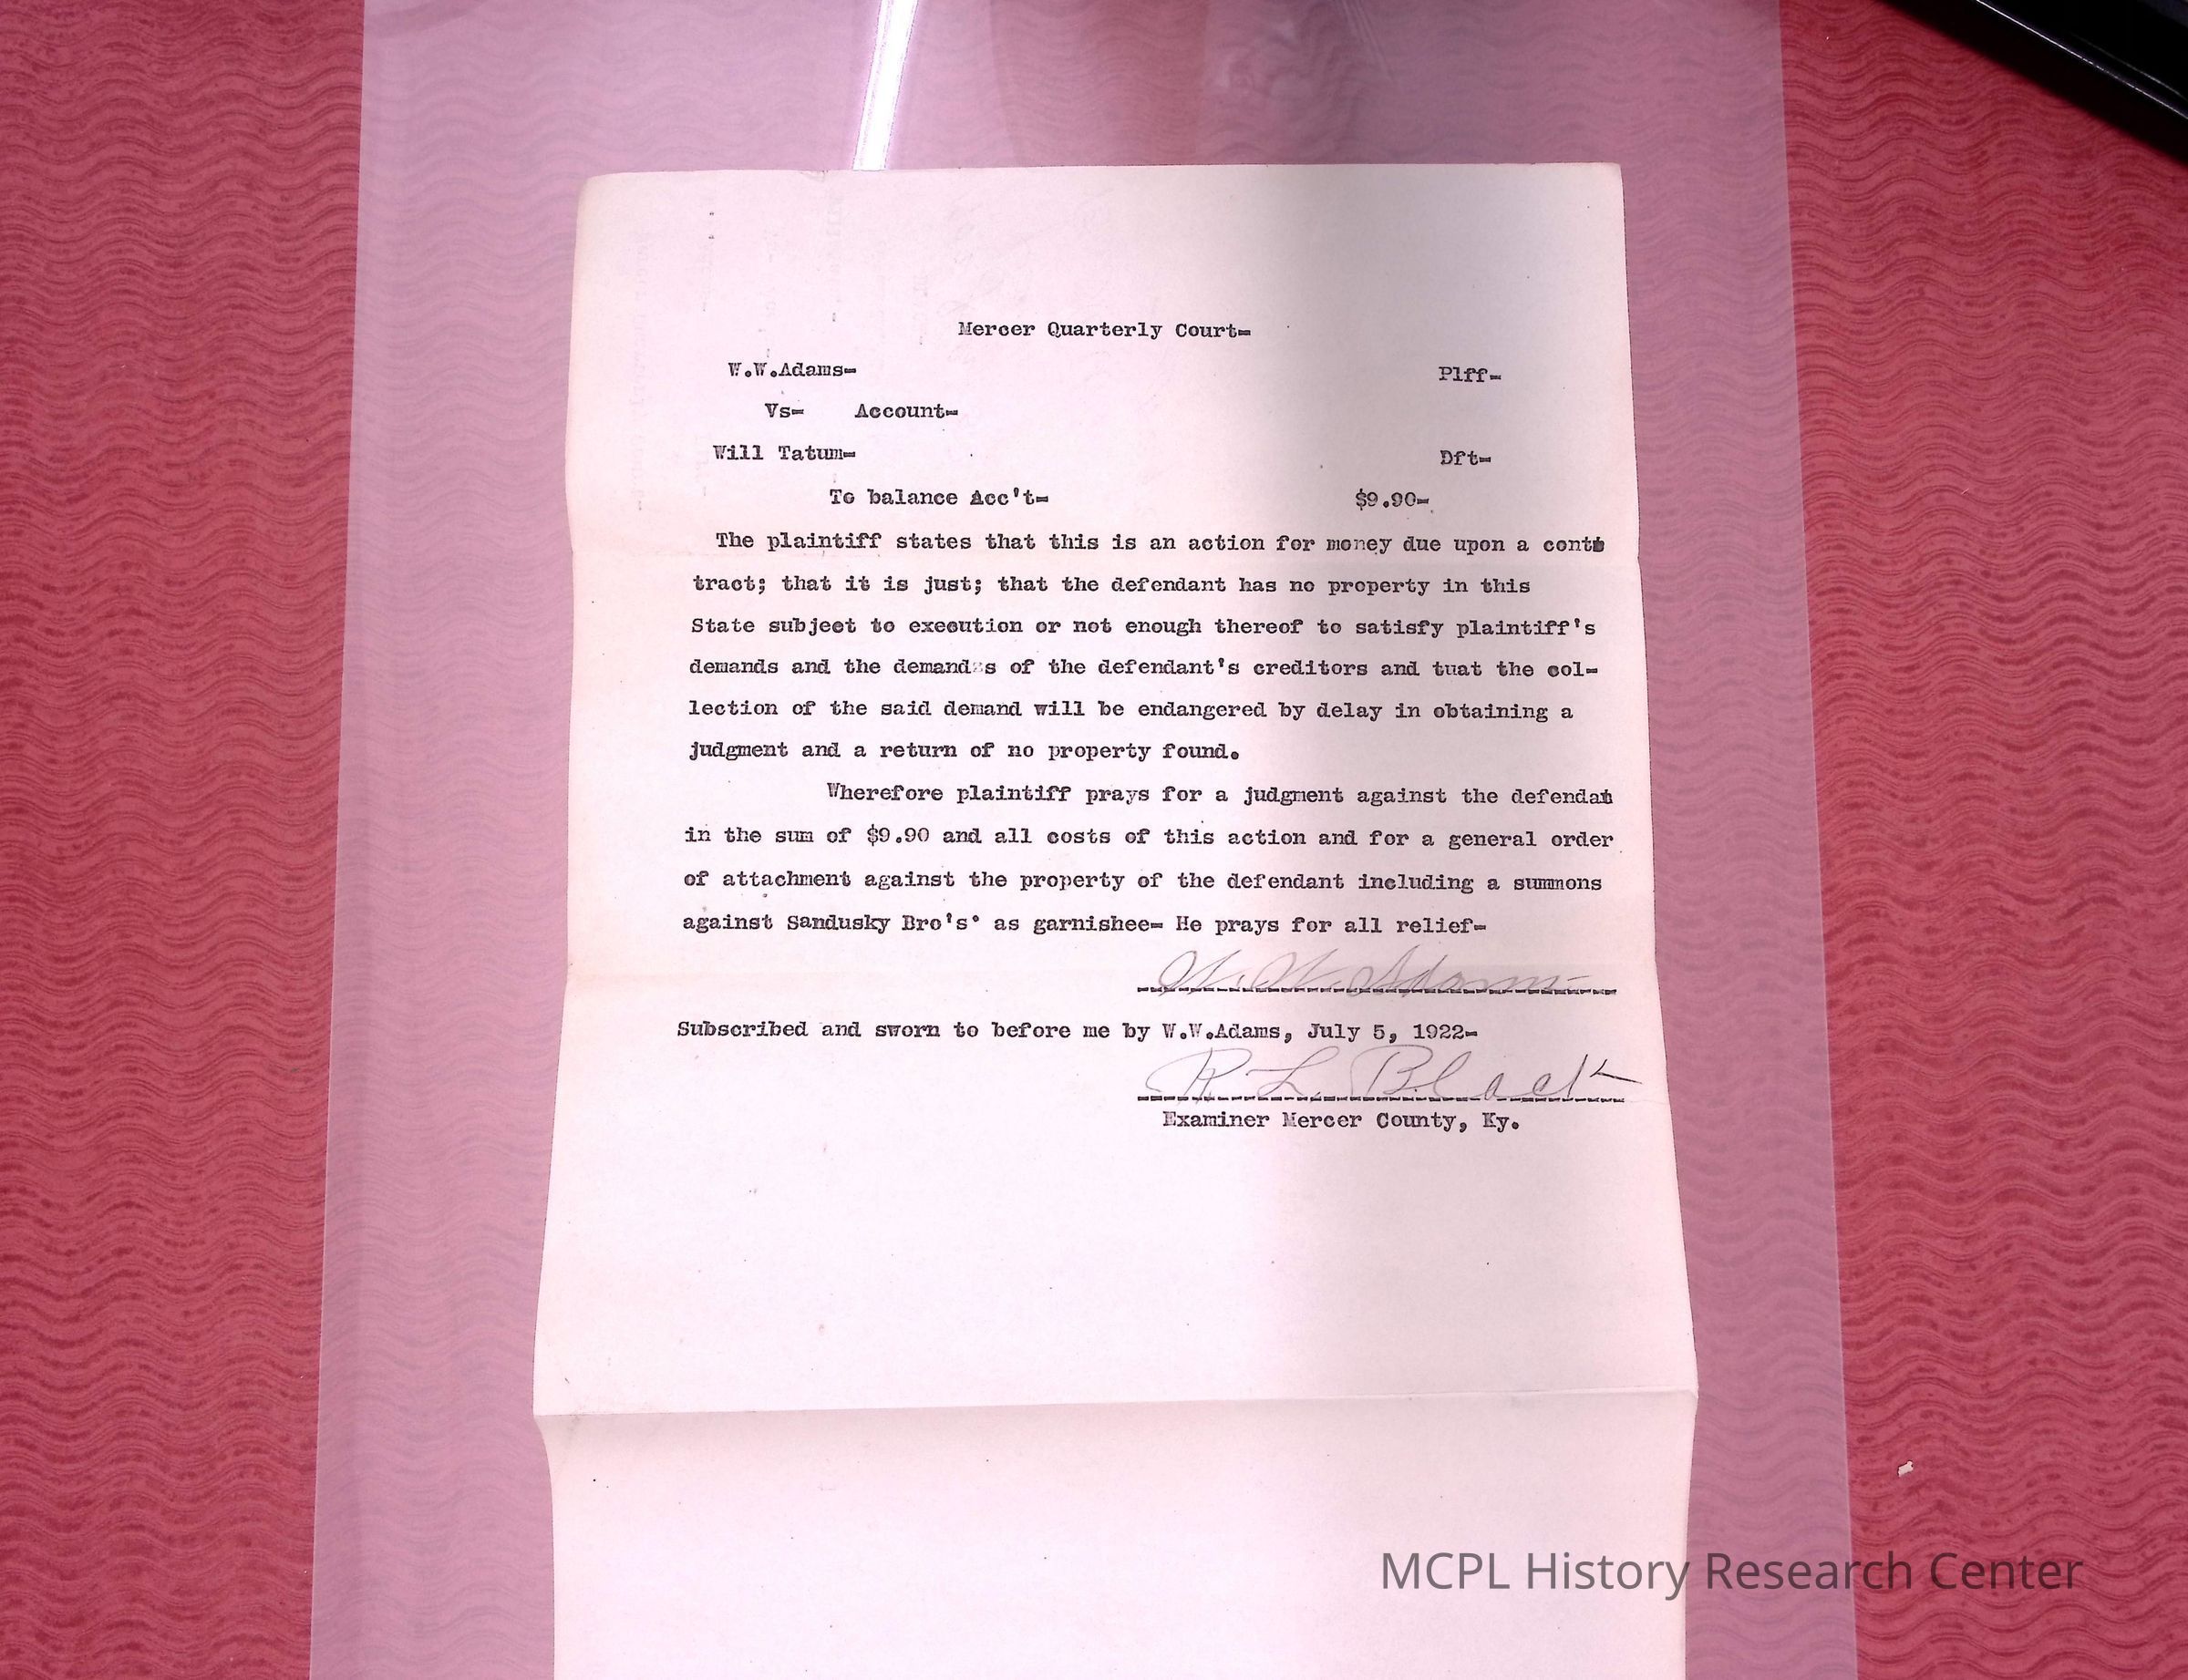 Mercer Quarterly Court-
W.W.Adams- Plff-
Vs- Account-
Will Tatum- Dft-
To balance Acc't- $9.90-
The plaintiff states that this is an action for money due upon a contt
tract; that it is just; that the defendant has no property in this
State subject to execution or not enough thereof to satisfy plaintiff's
demands and the demands of the defendant's creditors and tuat the col-
lection of the said demand will be endangered by delay in obtaining a
judgment and a return of no property found.
Wherefore plaintiff prays for a judgment against the defendat
in the sum of $9.90 and all costs of this action and for a general order
of attachment against the property of the defendant including a summons
against Sandusky Bro's' as garnishee- He prays for all relief-
W. W. Adams-
Subscribed and sworn to before me by W.W.Adams, July 5, 1922-
R. L. Black
Examiner Mercer County, Ky.
MCPL History Research Center